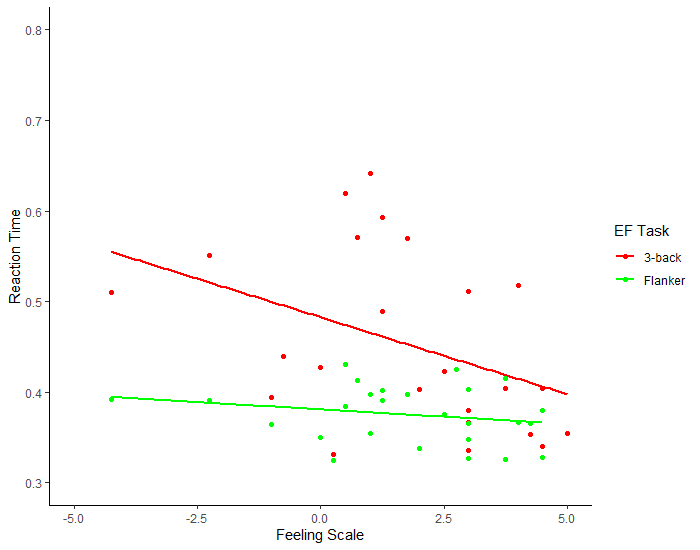 0.8
0.7
0.6
0.5
0.4
0.3
Reaction Time
-5.0 -2.5 0.0 2.5 5.0
Feeling Scale
EF Task
3-back
Flanker